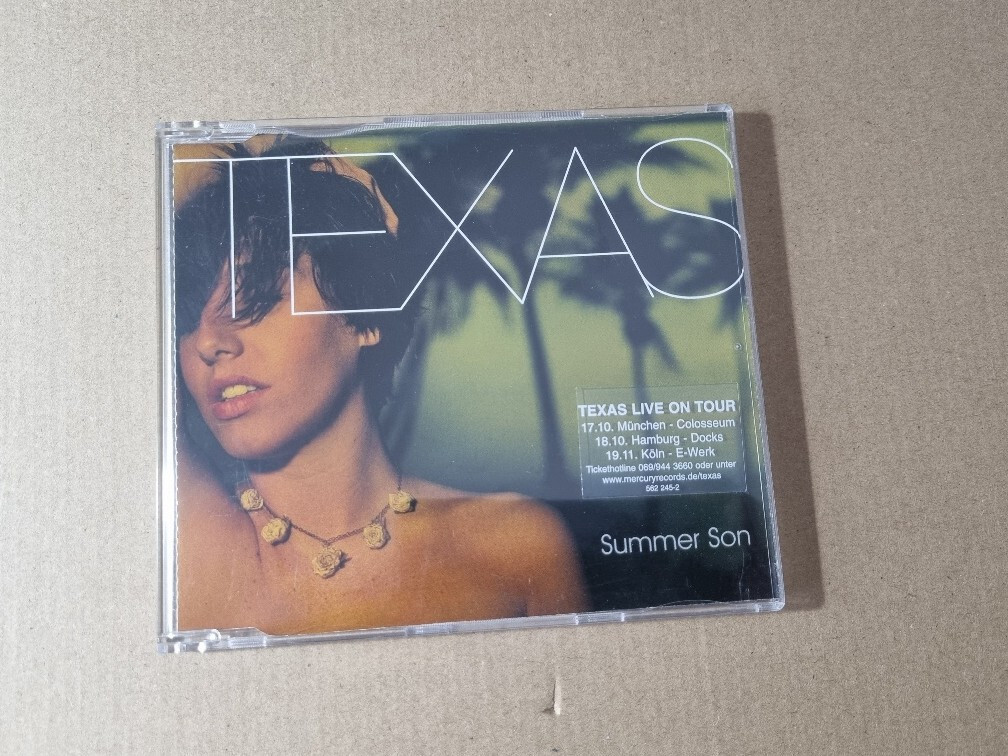 TEXAS
TEXAS LIVE ON TOUR
17.10. München - Colosseum
18.10. Hamburg - Docks
19.11. Köln - E-Werk
Tickethotline 069/944 3660 oder unter
www.mercuryrecords.de/texas
562 245-2
Summer Son